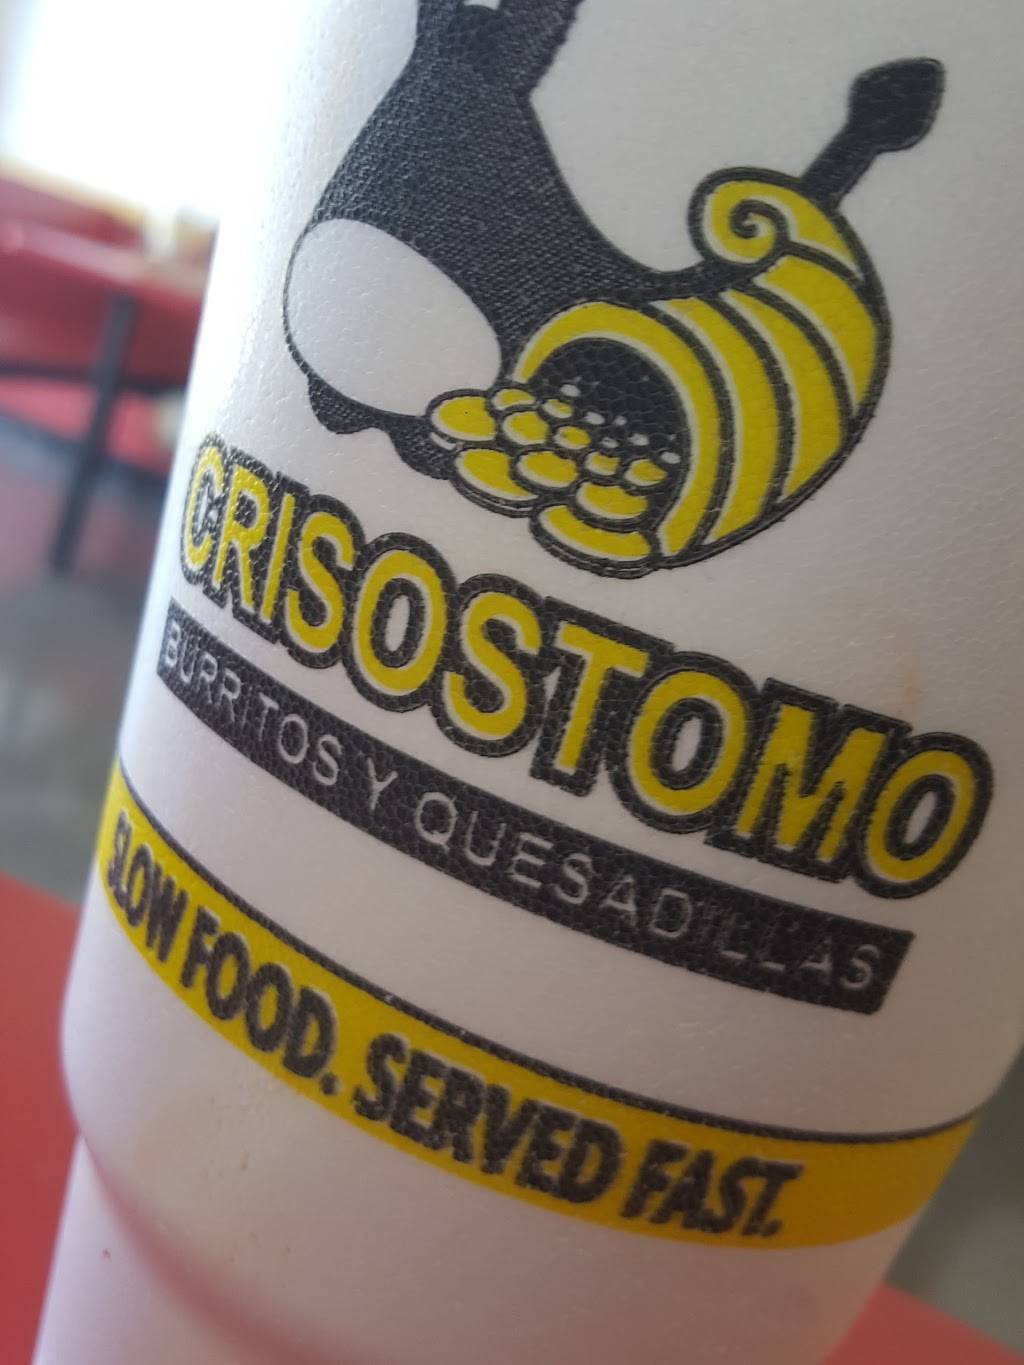 CRISOSTOMO
BURRITOS Y QUESADILLAS
SLOW FOOD. SERVED FAST.